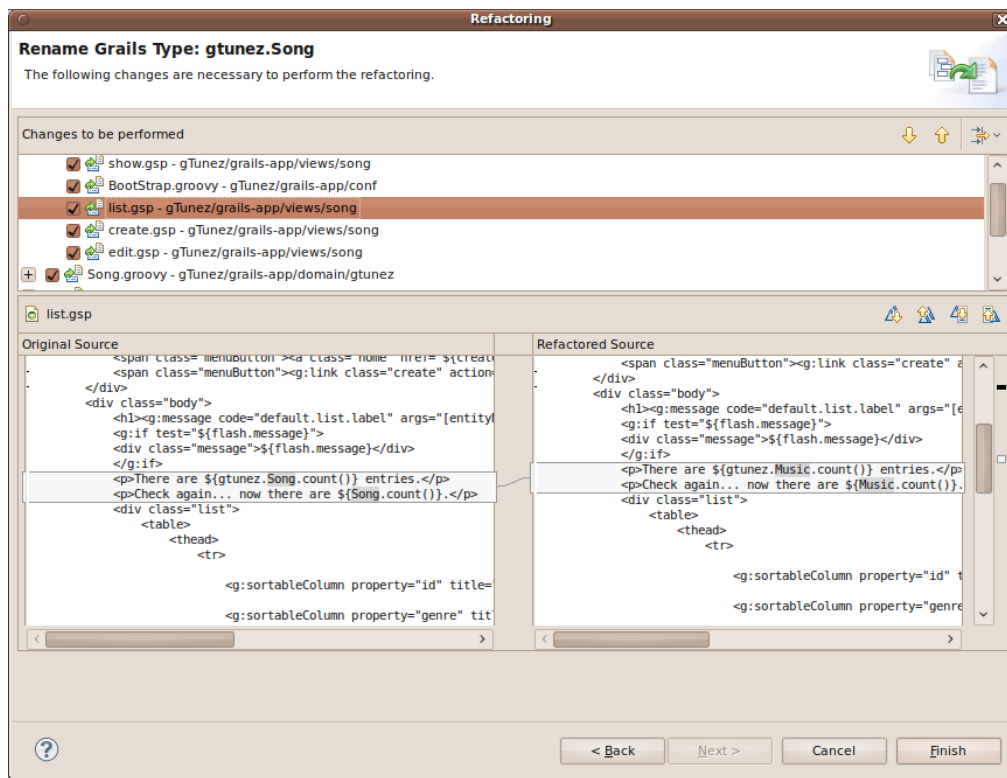 Refactoring
Rename Grails Type: gtunez.Song
The following changes are necessary to perform the refactoring.
Changes to be performed
show.gsp - gTunez/grails-app/views/song
BootStrap.groovy - gTunez/grails-app/conf
list.gsp - gTunez/grails-app/views/song
create.gsp - gTunez/grails-app/views/song
edit.gsp - gTunez/grails-app/views/song
Song.groovy - gTunez/grails-app/domain/gtunez
list.gsp
Original Source
<span class="menuButton"><a class="home" href="${creat
<span class="menuButton"><g:link class="create" action=
</div>
<div class="body">
<h1><g:message code="default.list.label" args="[entity
<g:if test="${flash.message}">
<div class="message">${flash.message}</div>
</g:if>
<p>There are ${gtunez.Song.count()} entries.</p>
<p>Check again... now there are ${Song.count()}.</p>
<div class="list">
<table>
<thead>
<tr>
<g:sortableColumn property="id" title=
<g:sortableColumn property="genre" tit
Refactored Source
<span class="menuButton"><g:link class="create" a
</div>
<div class="body">
<h1><g:message code="default.list.label" args="[e
<g:if test="${flash.message}">
<div class="message">${flash.message}</div>
</g:if>
<p>There are ${gtunez.Music.count()} entries.</p>
<p>Check again... now there are ${Music.count()}.
<div class="list">
<table>
<thead>
<tr>
<g:sortableColumn property="id" t
<g:sortableColumn property="genre
< Back
Next >
Cancel
Finish